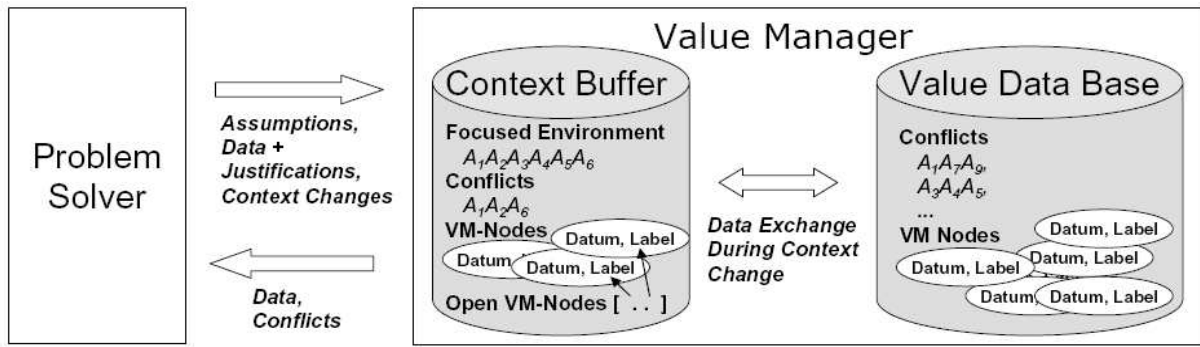 Problem
Solver
Assumptions,
Data +
Justifications,
Context Changes
Data,
Conflicts
Value Manager
Context Buffer
Focused Environment
A₁A₂A₃A₄A₅A₆
Conflicts
A₁A₂A₆
VM-Nodes
Datum, Label
Datum,
Datum, Label
Open VM-Nodes [ . . ]
Data Exchange
During Context
Change
Value Data Base
Conflicts
A₁A₇A₉,
A₃A₄A₅,
...
VM Nodes
Datum, Label
Datum, Label
Datum, Label
Datum,
Datum, Label